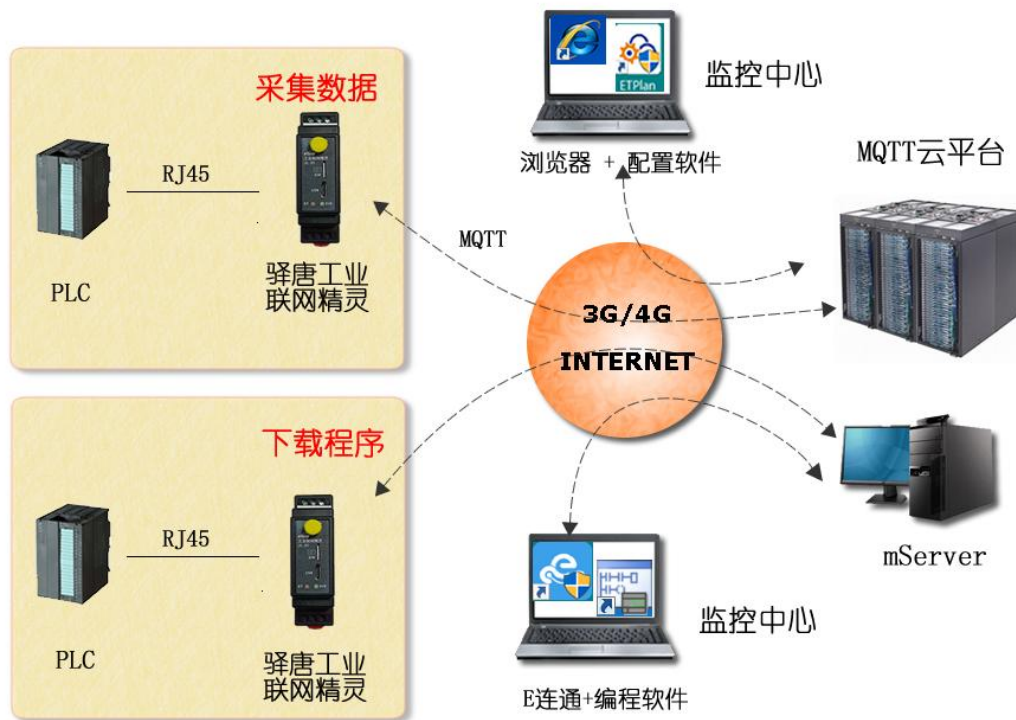 采集数据
RJ45
PLC
驿唐工业
联网精灵
ETPlan
监控中心
浏览器 + 配置软件
MQTT云平台
MQTT
3G/4G
INTERNET
下载程序
RJ45
PLC
驿唐工业
联网精灵
mServer
监控中心
E连通+编程软件